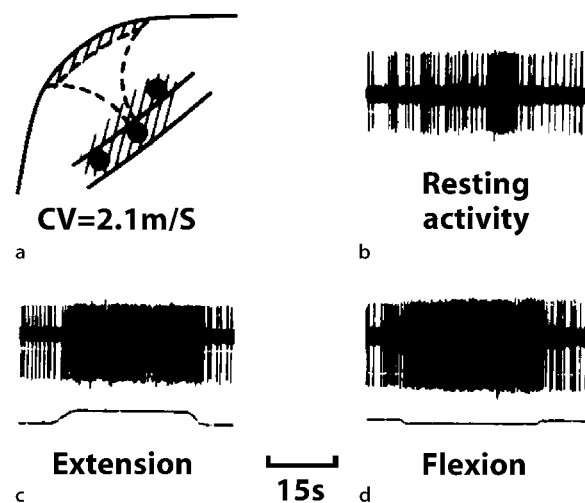 CV=2.1m/S
a
Resting
activity
b
Extension
c
15s
Flexion
d